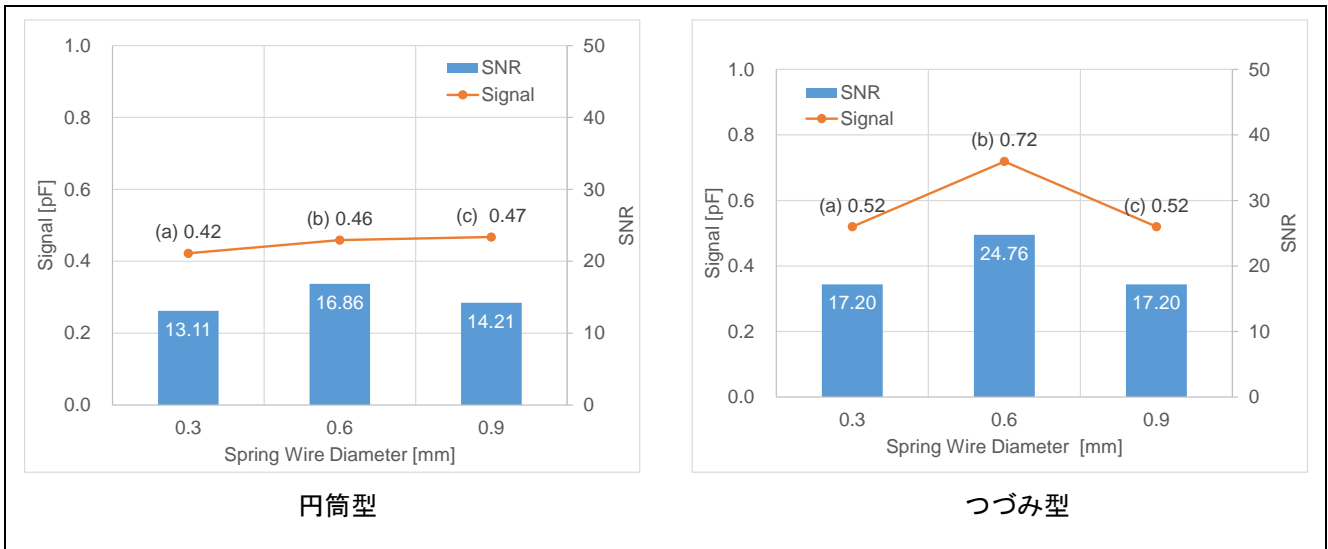 1.0
0.8
0.6
0.4
0.2
0.0
Signal [pF]
50
40
30
20
10
0
SNR
SNR
Signal
(a) 0.42
(b) 0.46
(c) 0.47
13.11
16.86
14.21
0.3
0.6
0.9
Spring Wire Diameter [mm]
円筒型
1.0
0.8
0.6
0.4
0.2
0.0
Signal [pF]
50
40
30
20
10
0
SNR
SNR
Signal
(a) 0.52
(b) 0.72
(c) 0.52
17.20
24.76
17.20
0.3
0.6
0.9
Spring Wire Diameter [mm]
つづみ型